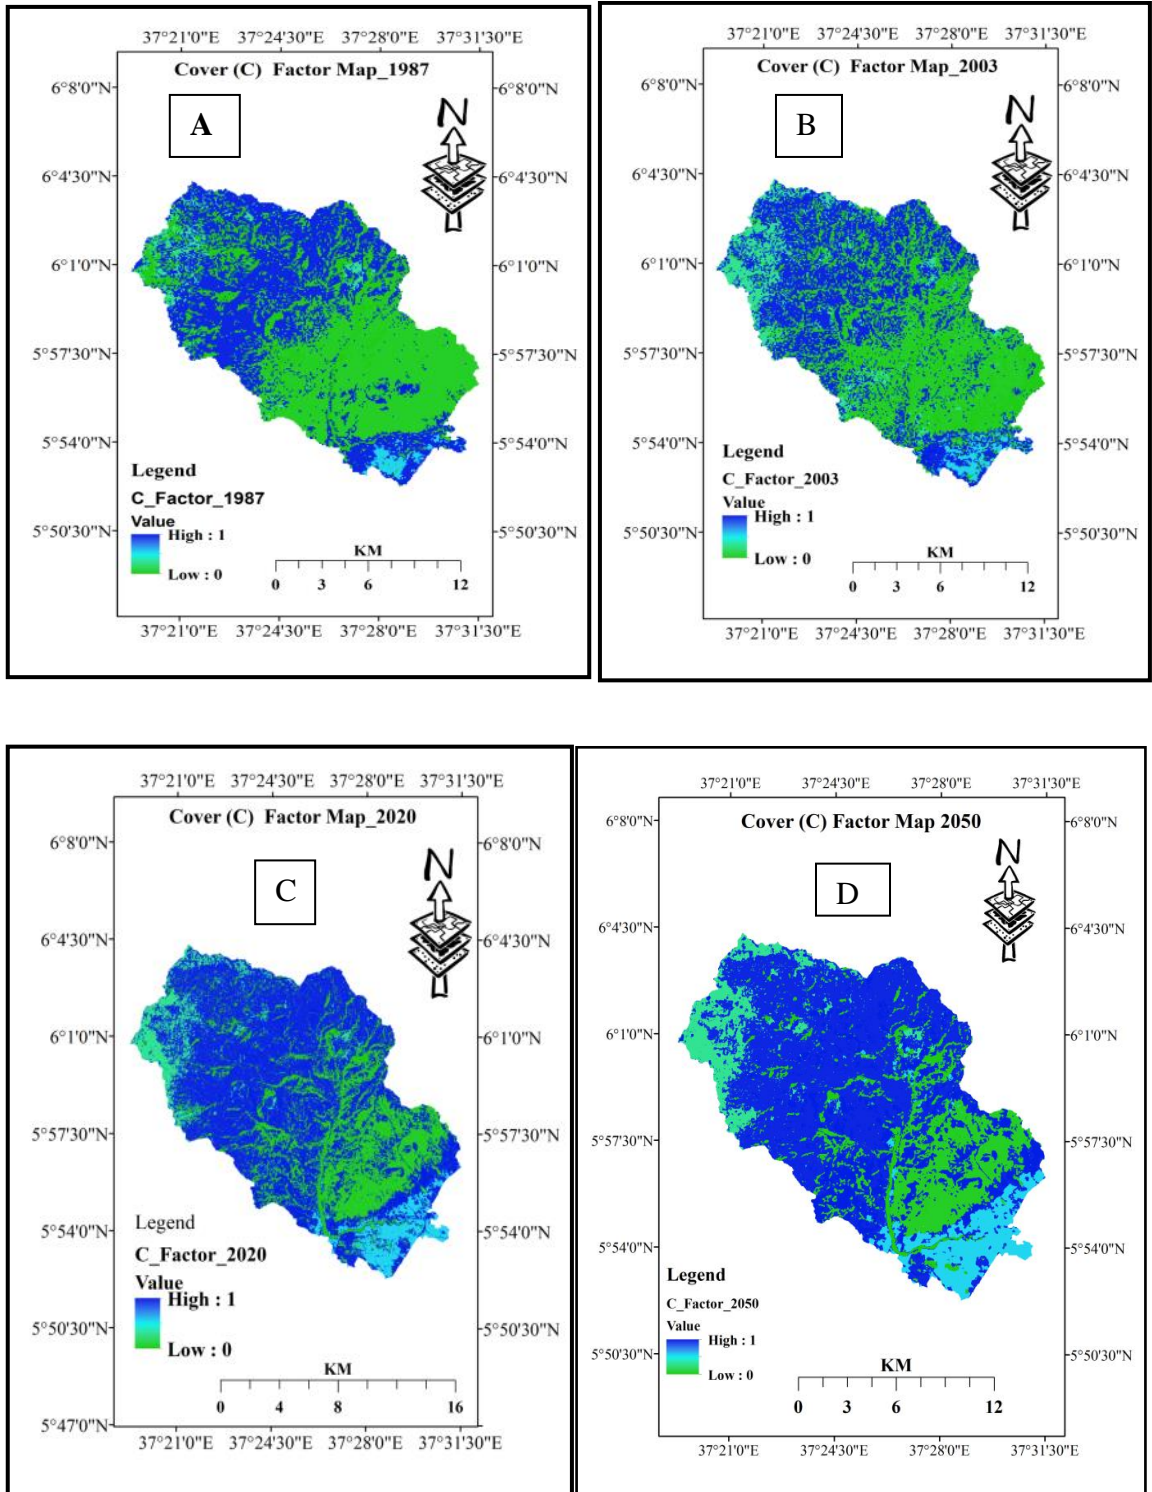 37°21'0"E 37°24'30"E 37°28'0"E 37°31'30"E
Cover (C) Factor Map_1987
6°8'0"N 6°8'0"N
A
N
6°4'30"N 6°4'30"N
6°1'0"N 6°1'0"N
5°57'30"N 5°57'30"N
5°54'0"N 5°54'0"N
Legend
C_Factor_1987
Value
High : 1
Low : 0
5°50'30"N 5°50'30"N
KM
0 3 6 12
37°21'0"E 37°24'30"E 37°28'0"E 37°31'30"E
37°21'0"E 37°24'30"E 37°28'0"E 37°31'30"E
Cover (C) Factor Map_2003
6°8'0"N 6°8'0"N
B
N
6°4'30"N 6°4'30"N
6°1'0"N 6°1'0"N
5°57'30"N 5°57'30"N
5°54'0"N 5°54'0"N
Legend
C_Factor_2003
Value
High : 1
Low : 0
5°50'30"N 5°50'30"N
KM
0 3 6 12
37°21'0"E 37°24'30"E 37°28'0"E 37°31'30"E
37°21'0"E 37°24'30"E 37°28'0"E 37°31'30"E
Cover (C) Factor Map_2020
6°8'0"N 6°8'0"N
C
N
6°4'30"N 6°4'30"N
6°1'0"N 6°1'0"N
5°57'30"N 5°57'30"N
5°54'0"N 5°54'0"N
Legend
C_Factor_2020
Value
High : 1
Low : 0
5°50'30"N 5°50'30"N
KM
0 4 8 16
5°47'0"N
37°21'0"E 37°24'30"E 37°28'0"E 37°31'30"E
37°21'0"E 37°24'30"E 37°28'0"E 37°31'30"E
Cover (C) Factor Map 2050
6°8'0"N 6°8'0"N
D
N
6°4'30"N 6°4'30"N
6°1'0"N 6°1'0"N
5°57'30"N 5°57'30"N
5°54'0"N 5°54'0"N
Legend
C_Factor_2050
Value
High : 1
Low : 0
5°50'30"N 5°50'30"N
KM
0 3 6 12
37°21'0"E 37°24'30"E 37°28'0"E 37°31'30"E